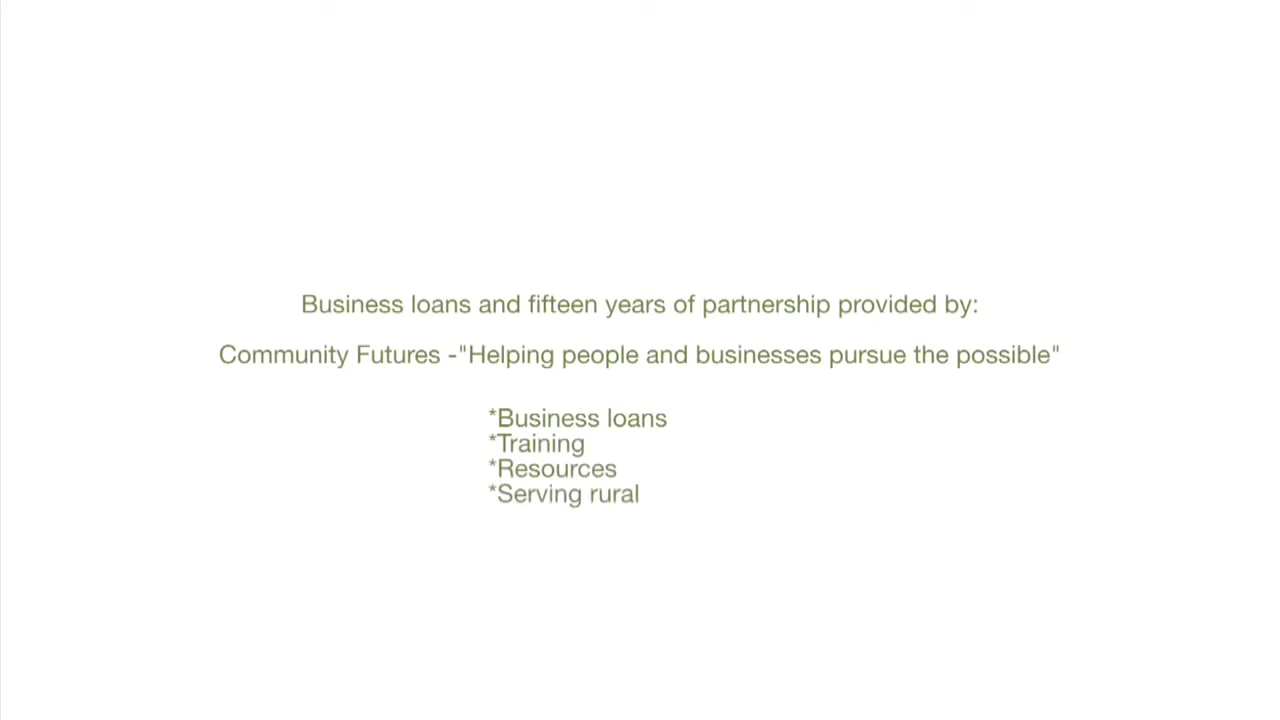 Business loans and fifteen years of partnership provided by:
Community Futures -"Helping people and businesses pursue the possible"
*Business loans
*Training
*Resources
*Serving rural